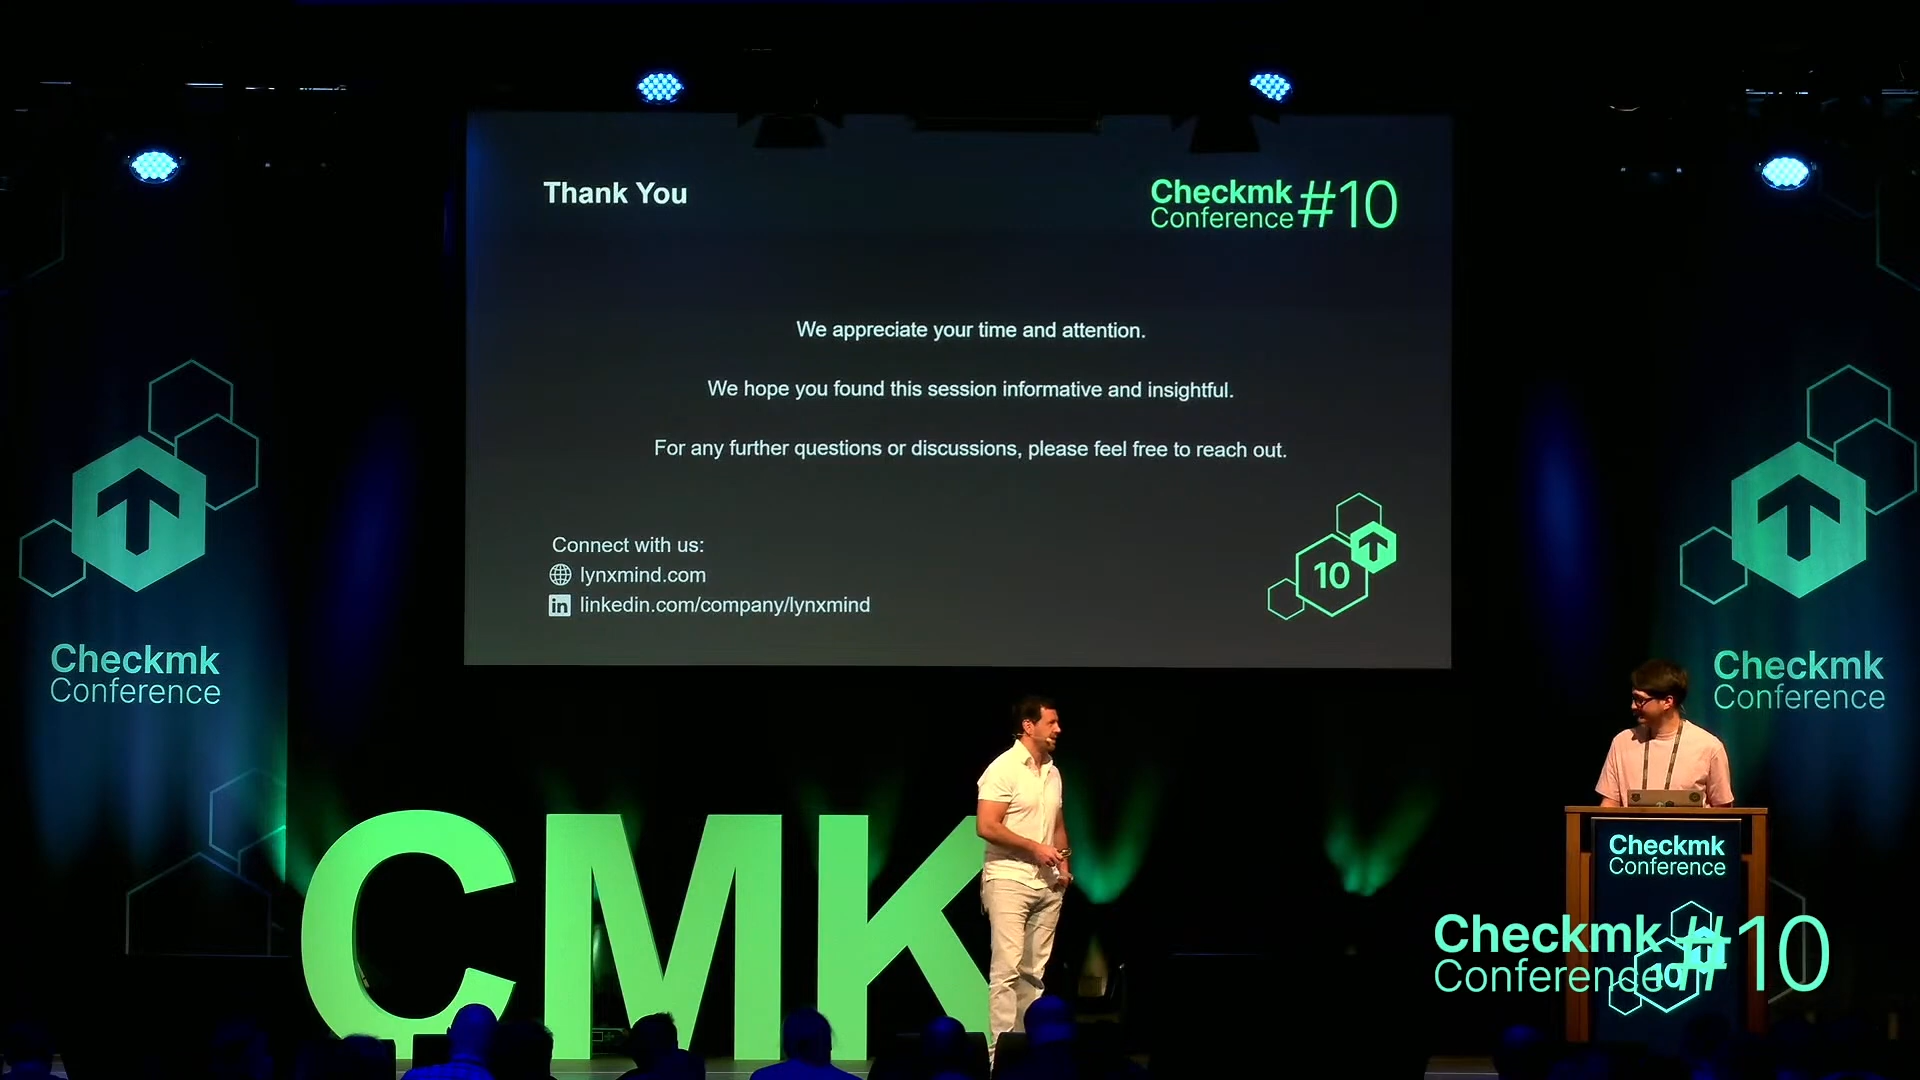 Thank You
Checkmk
Conference #10
We appreciate your time and attention.
We hope you found this session informative and insightful.
For any further questions or discussions, please feel free to reach out.
Connect with us:
lynxmind.com
in linkedin.com/company/lynxmind
10
Checkmk
Conference
Checkmk
Conference
CMK
Checkmk
Conference
10
Checkmk
Conference #10